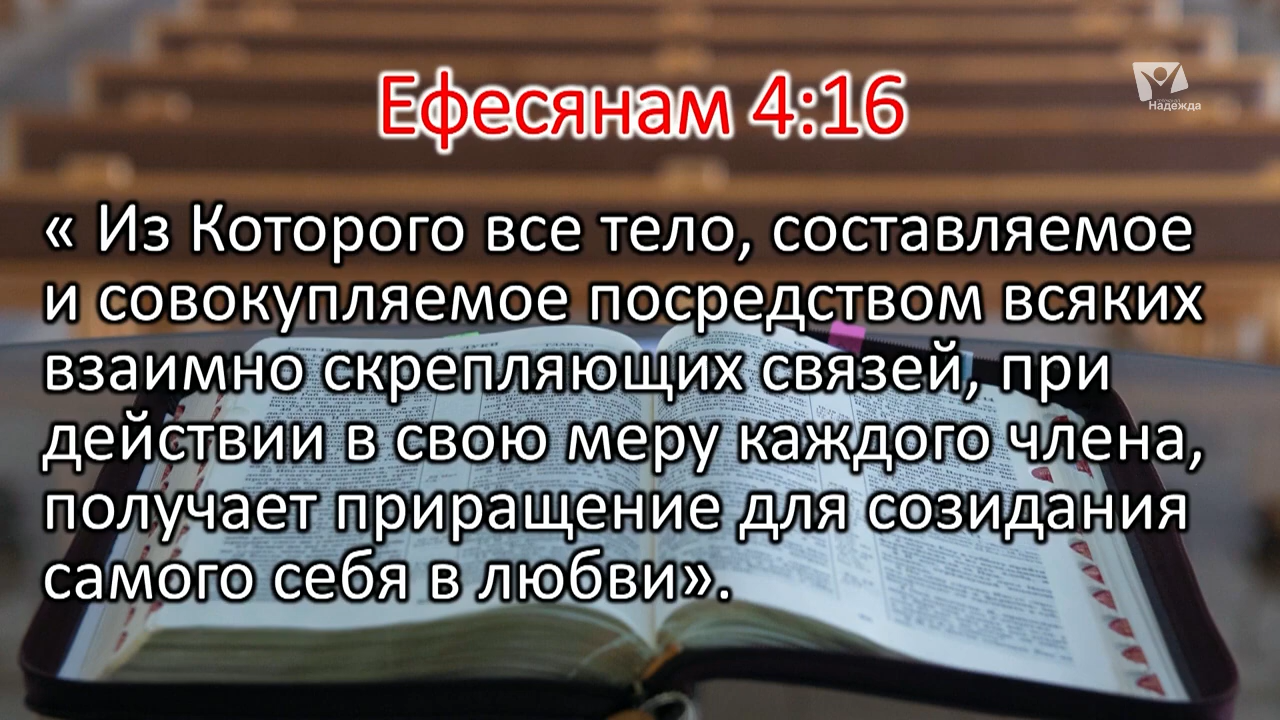 Ефесянам 4:16
Надежда
« Из Которого все тело, составляемое
и совокупляемое посредством всяких
взаимно скрепляющих связей, при
действии в свою меру каждого члена,
получает приращение для созидания
самого себя в любви».